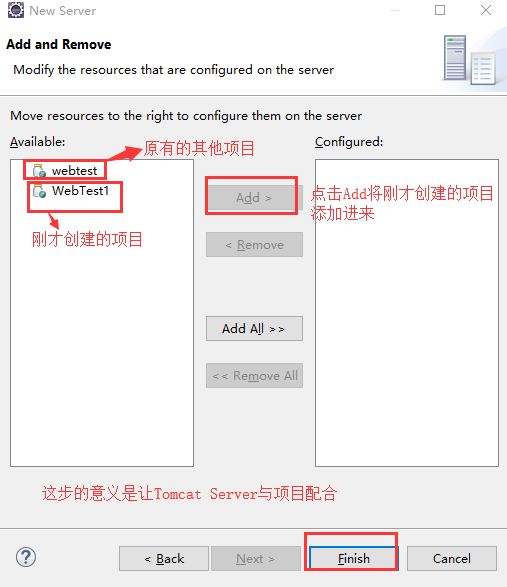 New Server
Add and Remove
Modify the resources that are configured on the server
Move resources to the right to configure them on the server
Available:
Configured:
webtest
原有的其他项目
WebTest1
刚才创建的项目
Add >
点击Add将刚才创建的项目
添加进来
< Remove
Add All >>
<< Remove All
这步的意义是让Tomcat Server与项目配合
?
< Back
Next >
Finish
Cancel